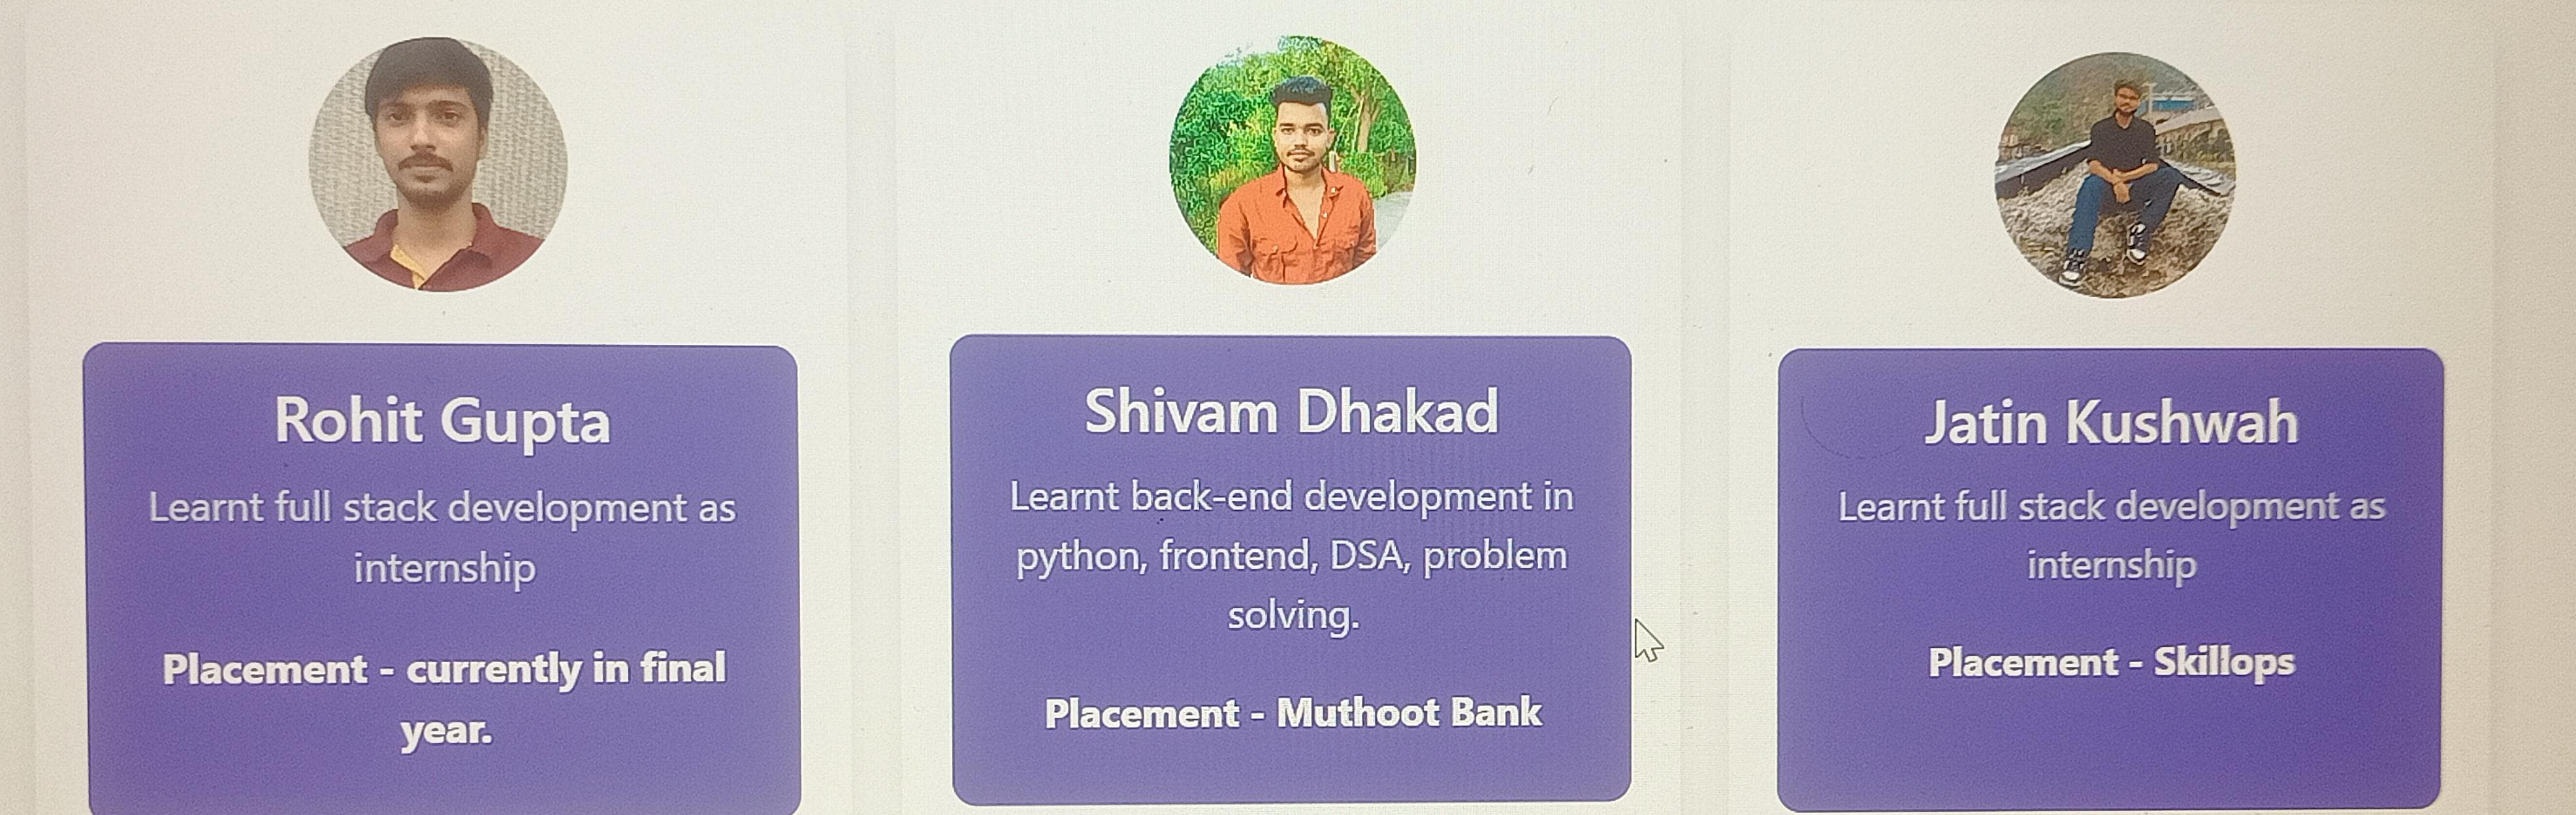 Rohit Gupta
Learnt full stack development as
internship
Placement - currently in final
year.
Shivam Dhakad
Learnt back-end development in
python, frontend, DSA, problem
solving.
Placement - Muthoot Bank
Jatin Kushwah
Learnt full stack development as
internship
Placement - Skillops